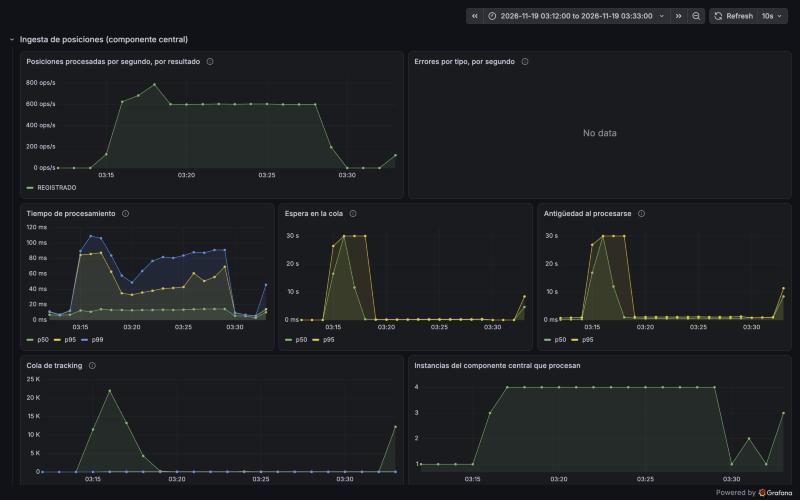 2026-11-19 03:12:00 to 2026-11-19 03:33:00
Refresh
10s
Ingesta de posiciones (componente central)
Posiciones procesadas por segundo, por resultado
800 ops/s
600 ops/s
400 ops/s
200 ops/s
0 ops/s
03:15
03:20
03:25
03:30
REGISTRADO
Errores por tipo, por segundo
No data
Tiempo de procesamiento
120 ms
100 ms
80 ms
60 ms
40 ms
20 ms
0 ms
03:15
03:20
03:25
03:30
p50 p95 p99
Espera en la cola
30 s
20 s
10 s
0 ms
03:15
03:20
03:25
03:30
p50 p95
Antigüedad al procesarse
30 s
20 s
10 s
0 ms
03:15
03:20
03:25
03:30
p50 p95
Cola de tracking
25 K
20 K
15 K
10 K
5 K
0
03:15
03:20
03:25
03:30
Instancias del componente central que procesan
4
3
2
1
03:15
03:20
03:25
03:30
Powered by Grafana